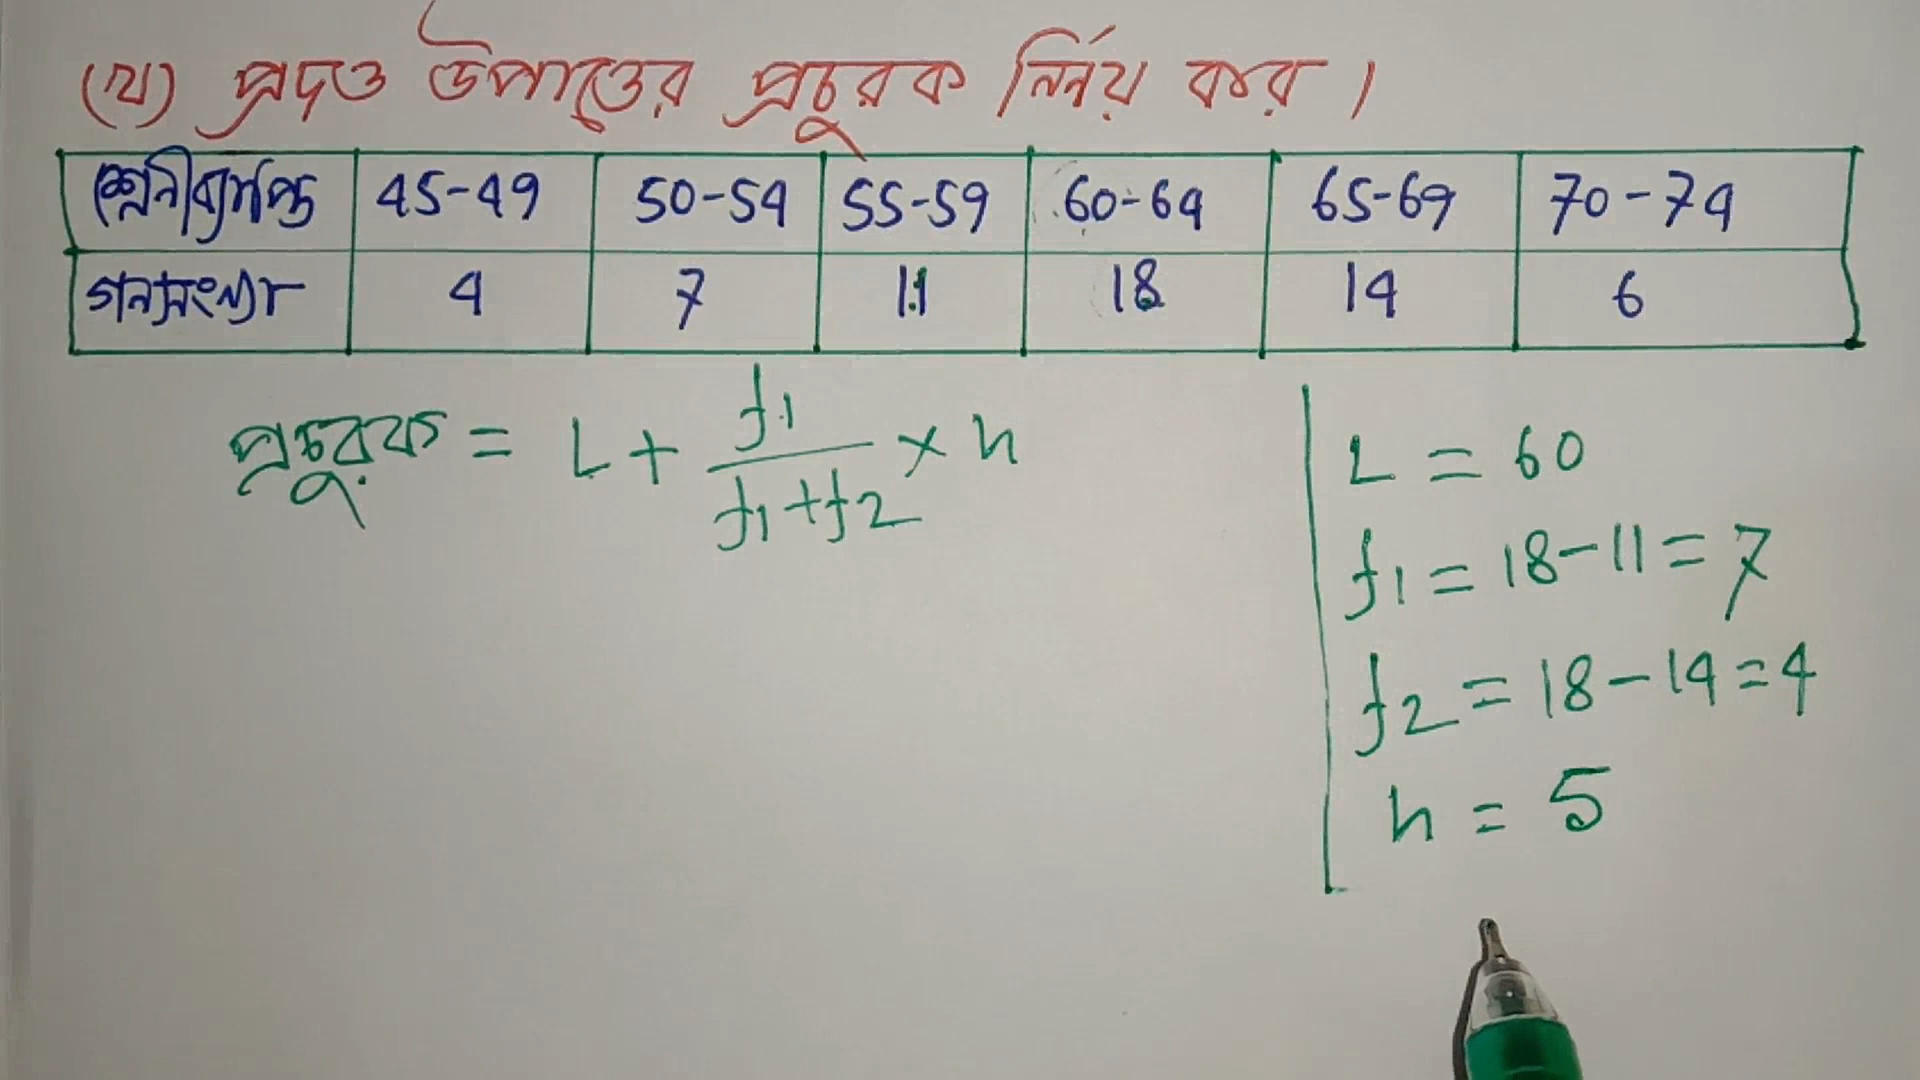 (খ) প্রদত্ত উপাত্তের প্রচুরক নির্নয় কর।
শ্রেনীব্যাপ্তি 45-49 50-54 55-59 60-64 65-69 70-74
গনসংখ্যা 4 7 11 18 14 6
প্রচুরক = L + f1 / (f1+f2) × h
L = 60
f1 = 18-11 = 7
f2 = 18-14 = 4
h = 5